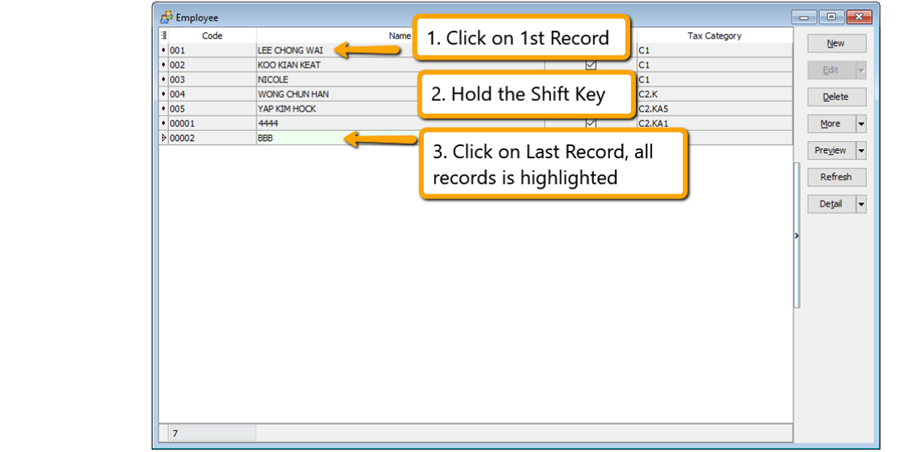 Employee
Code Name Tax Category
001 LEE CHONG WAI C1
002 KOO KIAN KEAT C1
003 NICOLE C1
004 WONG CHUN HAN C2.K
005 YAP KIM HOCK C2.KA5
00001 4444 C2.KA1
00002 BBB
1. Click on 1st Record
2. Hold the Shift Key
3. Click on Last Record, all
records is highlighted
New
Edit
Delete
More
Preview
Refresh
Detail
7